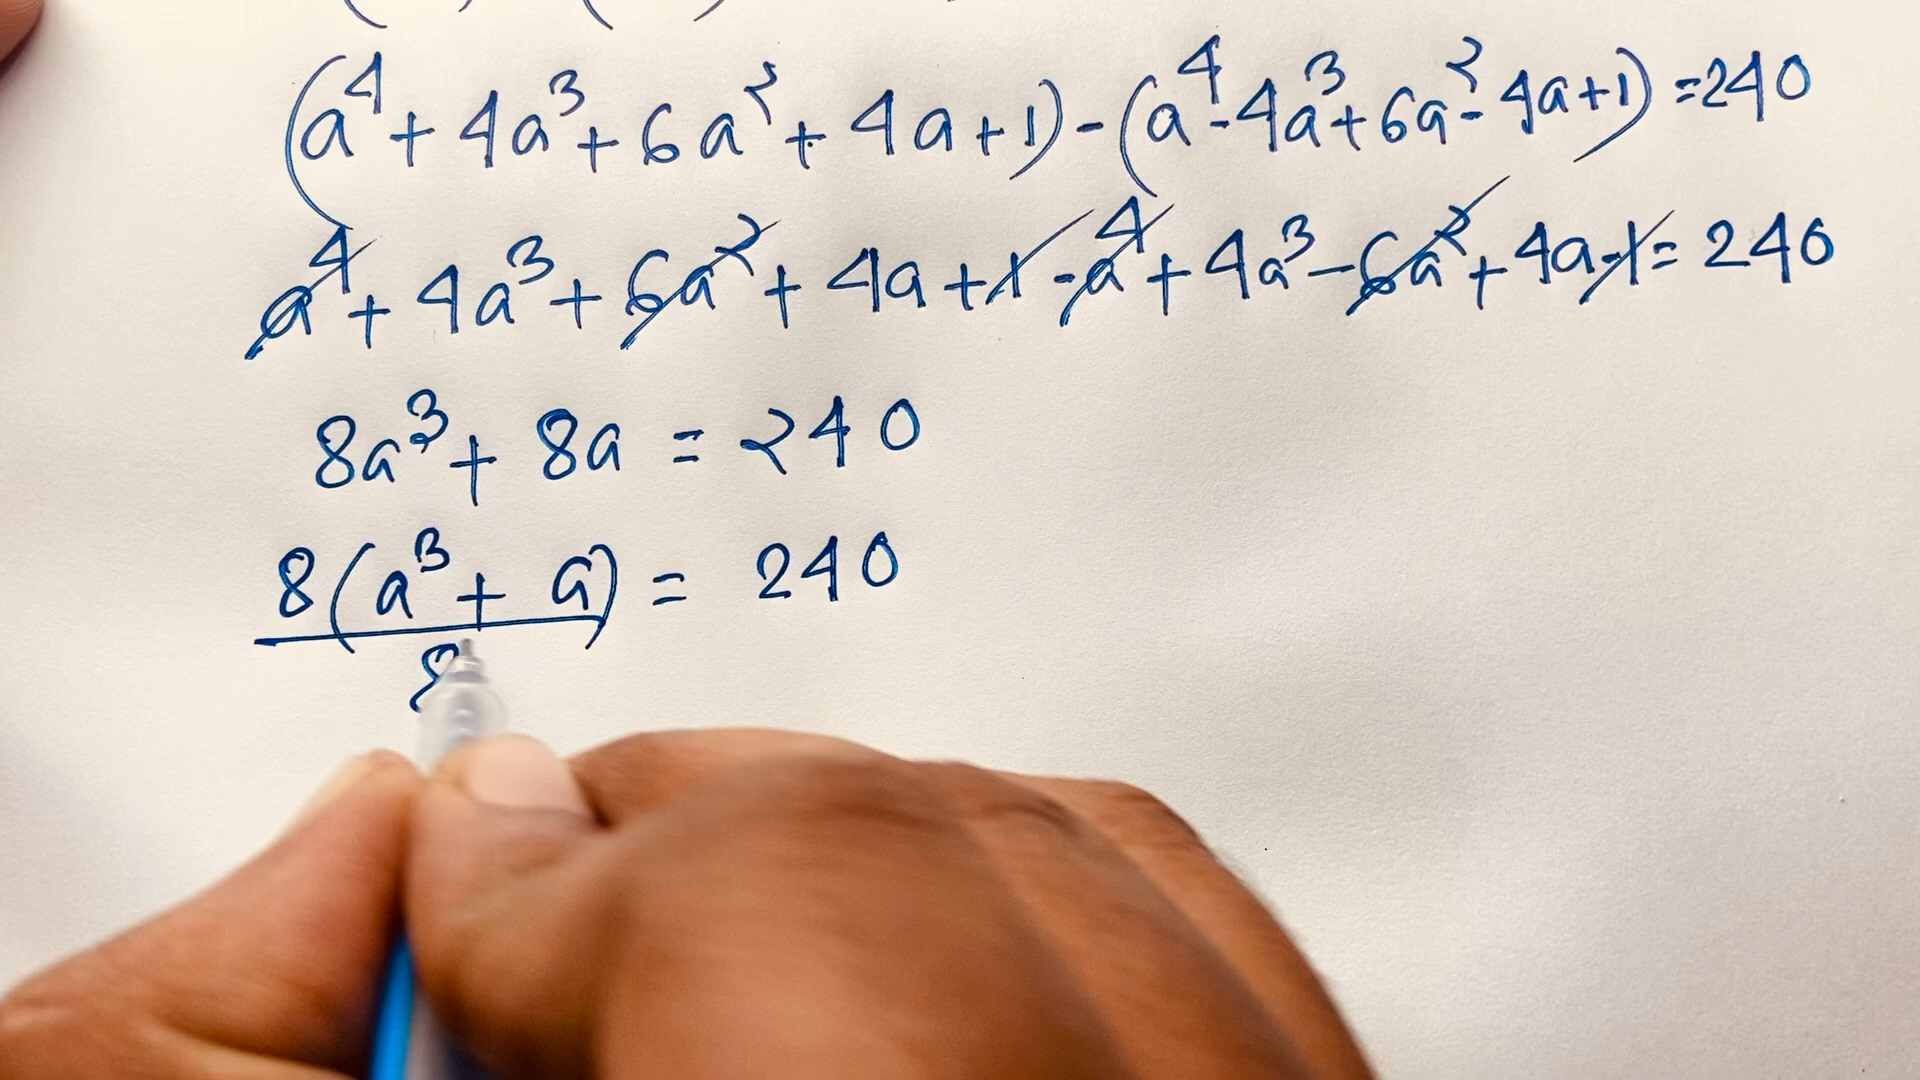 (a⁴ + 4a³ + 6a² + 4a + 1) - (a⁴ - 4a³ + 6a² - 4a + 1) = 240
a⁴ + 4a³ + 6a² + 4a + 1 - a⁴ + 4a³ - 6a² + 4a - 1 = 240
8a³ + 8a = 240
8(a³ + a) = 240
8